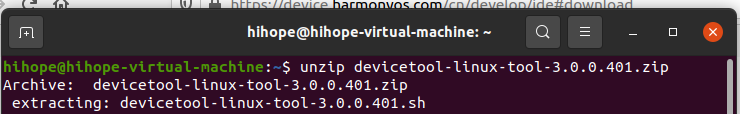 https://device.harmonyos.com/cn/develop/ide#download
hihope@hihope-virtual-machine: ~
hihope@hihope-virtual-machine:~$ unzip devicetool-linux-tool-3.0.0.401.zip
Archive:  devicetool-linux-tool-3.0.0.401.zip
 extracting: devicetool-linux-tool-3.0.0.401.sh